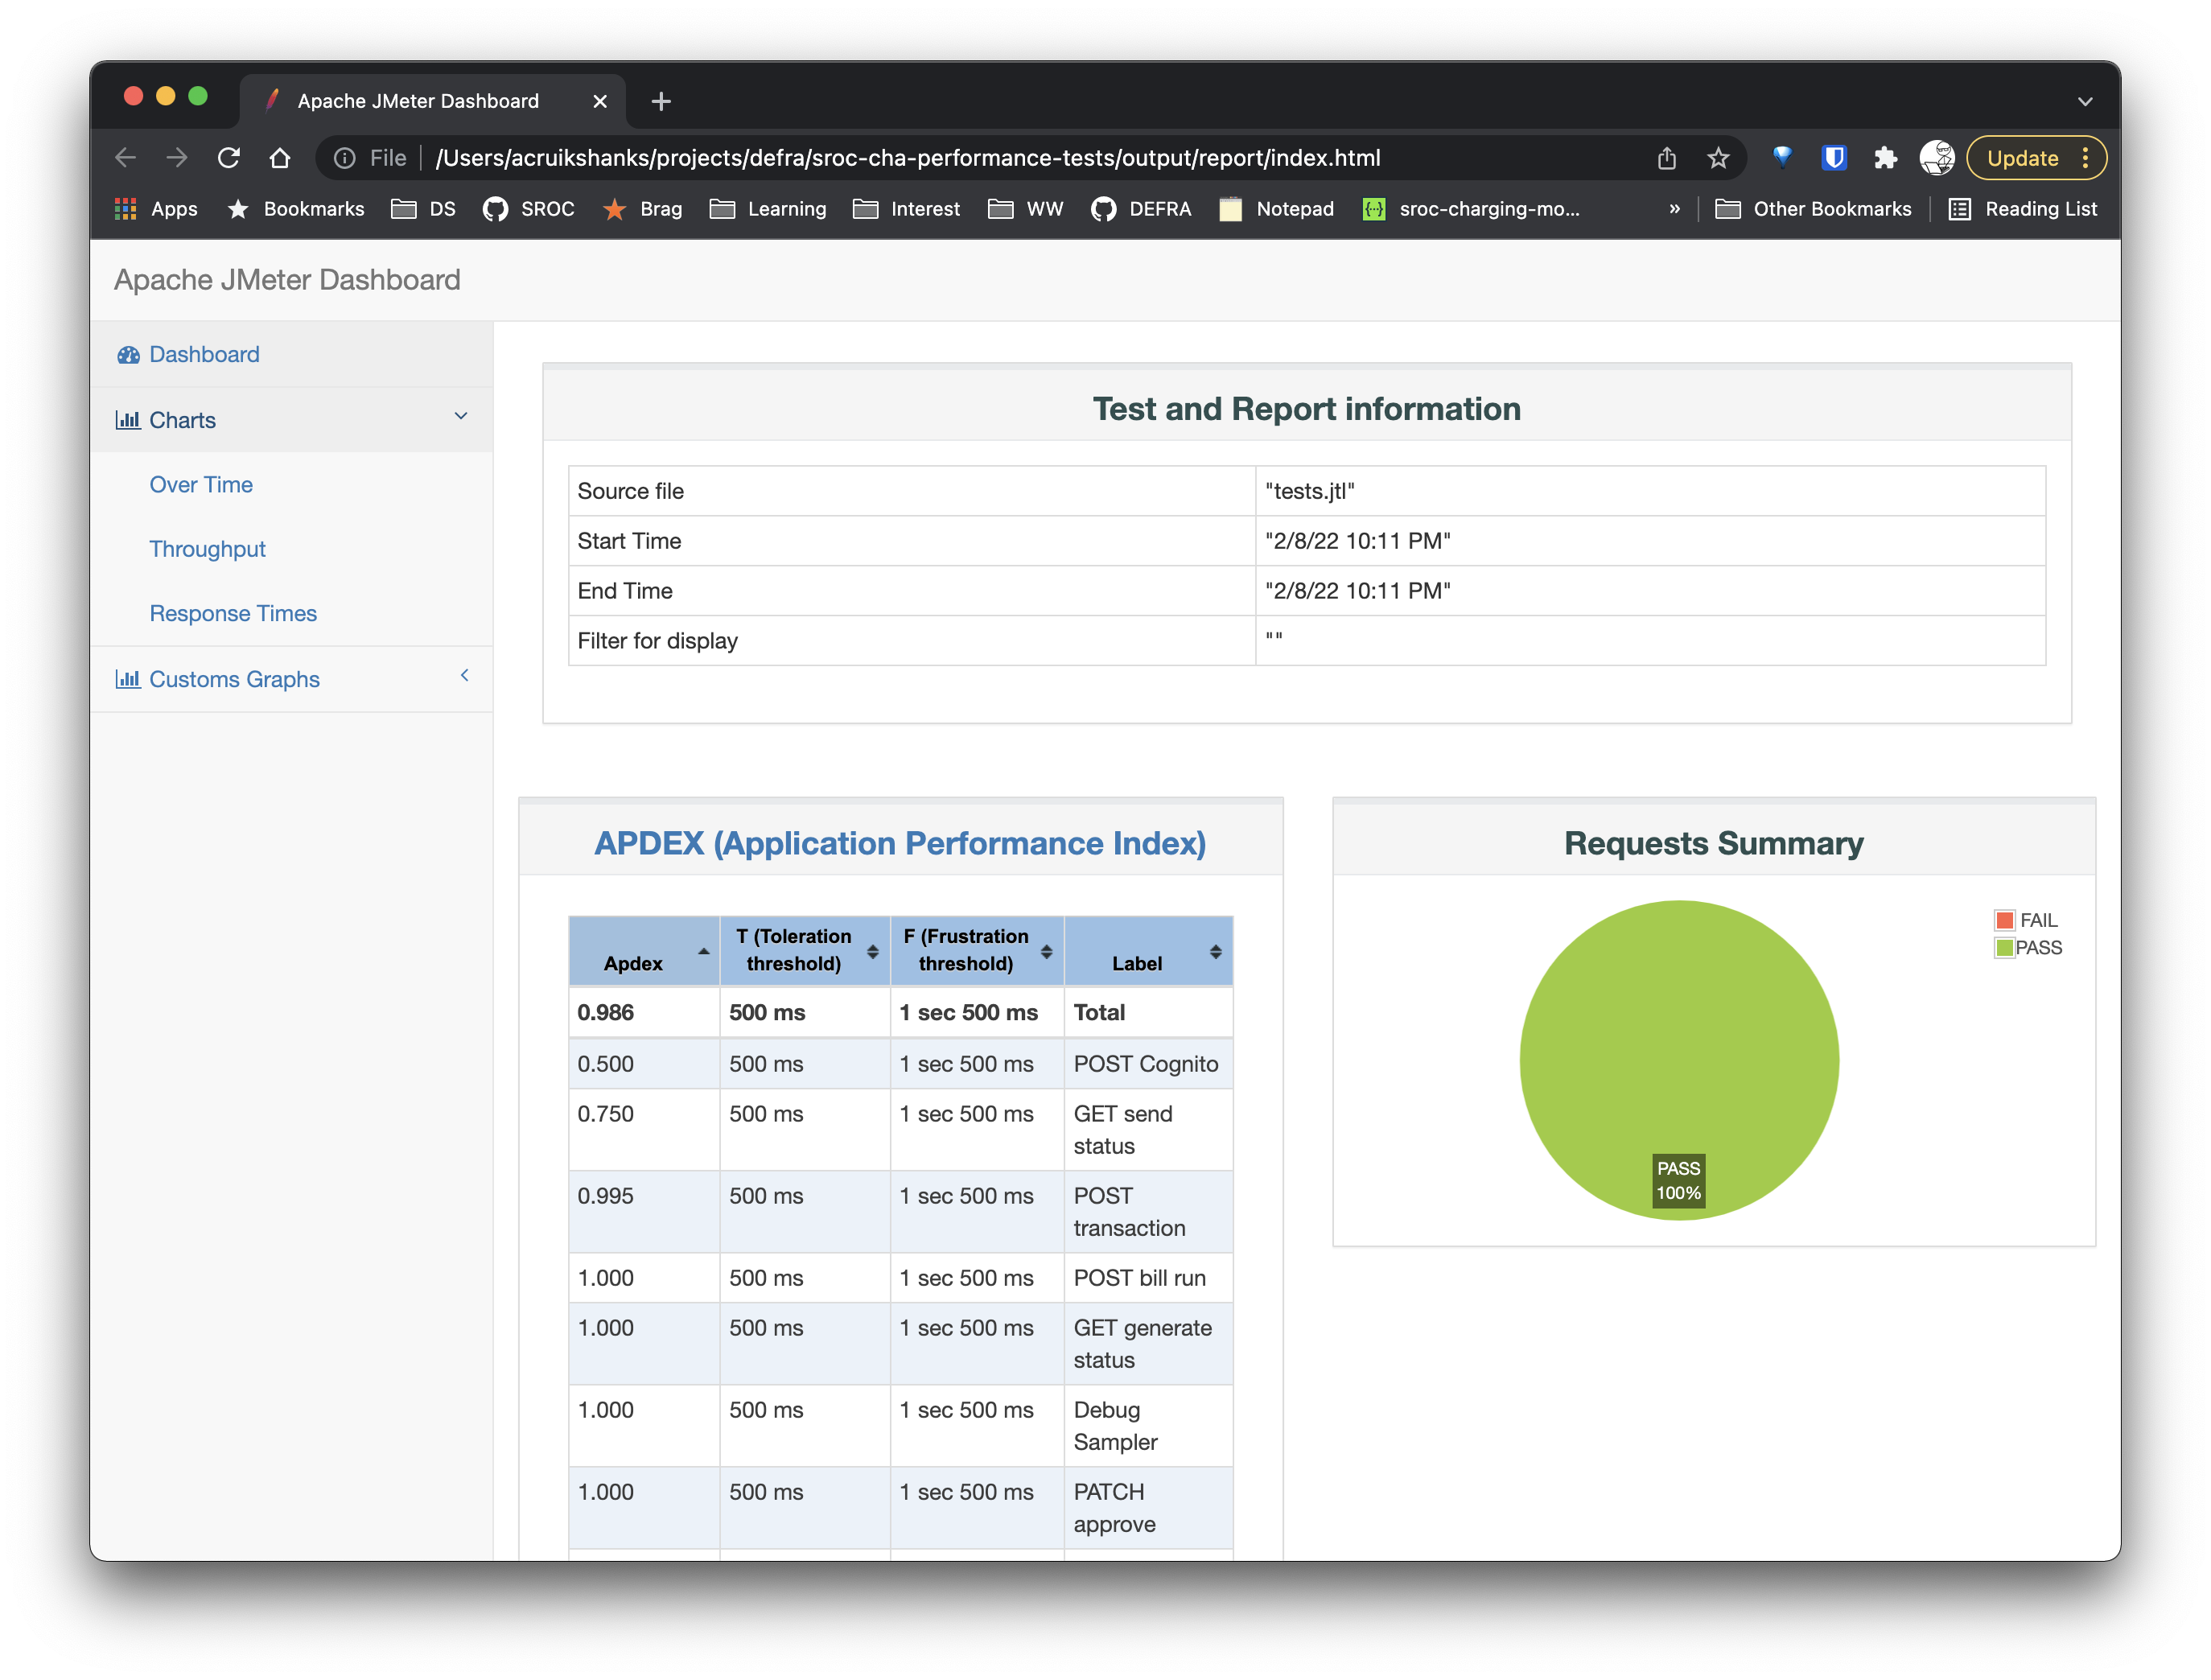 Apache JMeter Dashboard
File
/Users/acruikshanks/projects/defra/sroc-cha-performance-tests/output/report/index.html
Update
Apps
Bookmarks
DS
SROC
Brag
Learning
Interest
WW
DEFRA
Notepad
sroc-charging-mo...
»
Other Bookmarks
Reading List
Apache JMeter Dashboard
Dashboard
Charts
Over Time
Throughput
Response Times
Customs Graphs
Test and Report information
Source file "tests.jtl"
Start Time "2/8/22 10:11 PM"
End Time "2/8/22 10:11 PM"
Filter for display ""
APDEX (Application Performance Index)
Apdex
T (Toleration
threshold)
F (Frustration
threshold)
Label
0.986 500 ms 1 sec 500 ms Total
0.500 500 ms 1 sec 500 ms POST Cognito
0.750 500 ms 1 sec 500 ms GET send
status
0.995 500 ms 1 sec 500 ms POST
transaction
1.000 500 ms 1 sec 500 ms POST bill run
1.000 500 ms 1 sec 500 ms GET generate
status
1.000 500 ms 1 sec 500 ms Debug
Sampler
1.000 500 ms 1 sec 500 ms PATCH
approve
Requests Summary
FAIL
PASS
PASS
100%